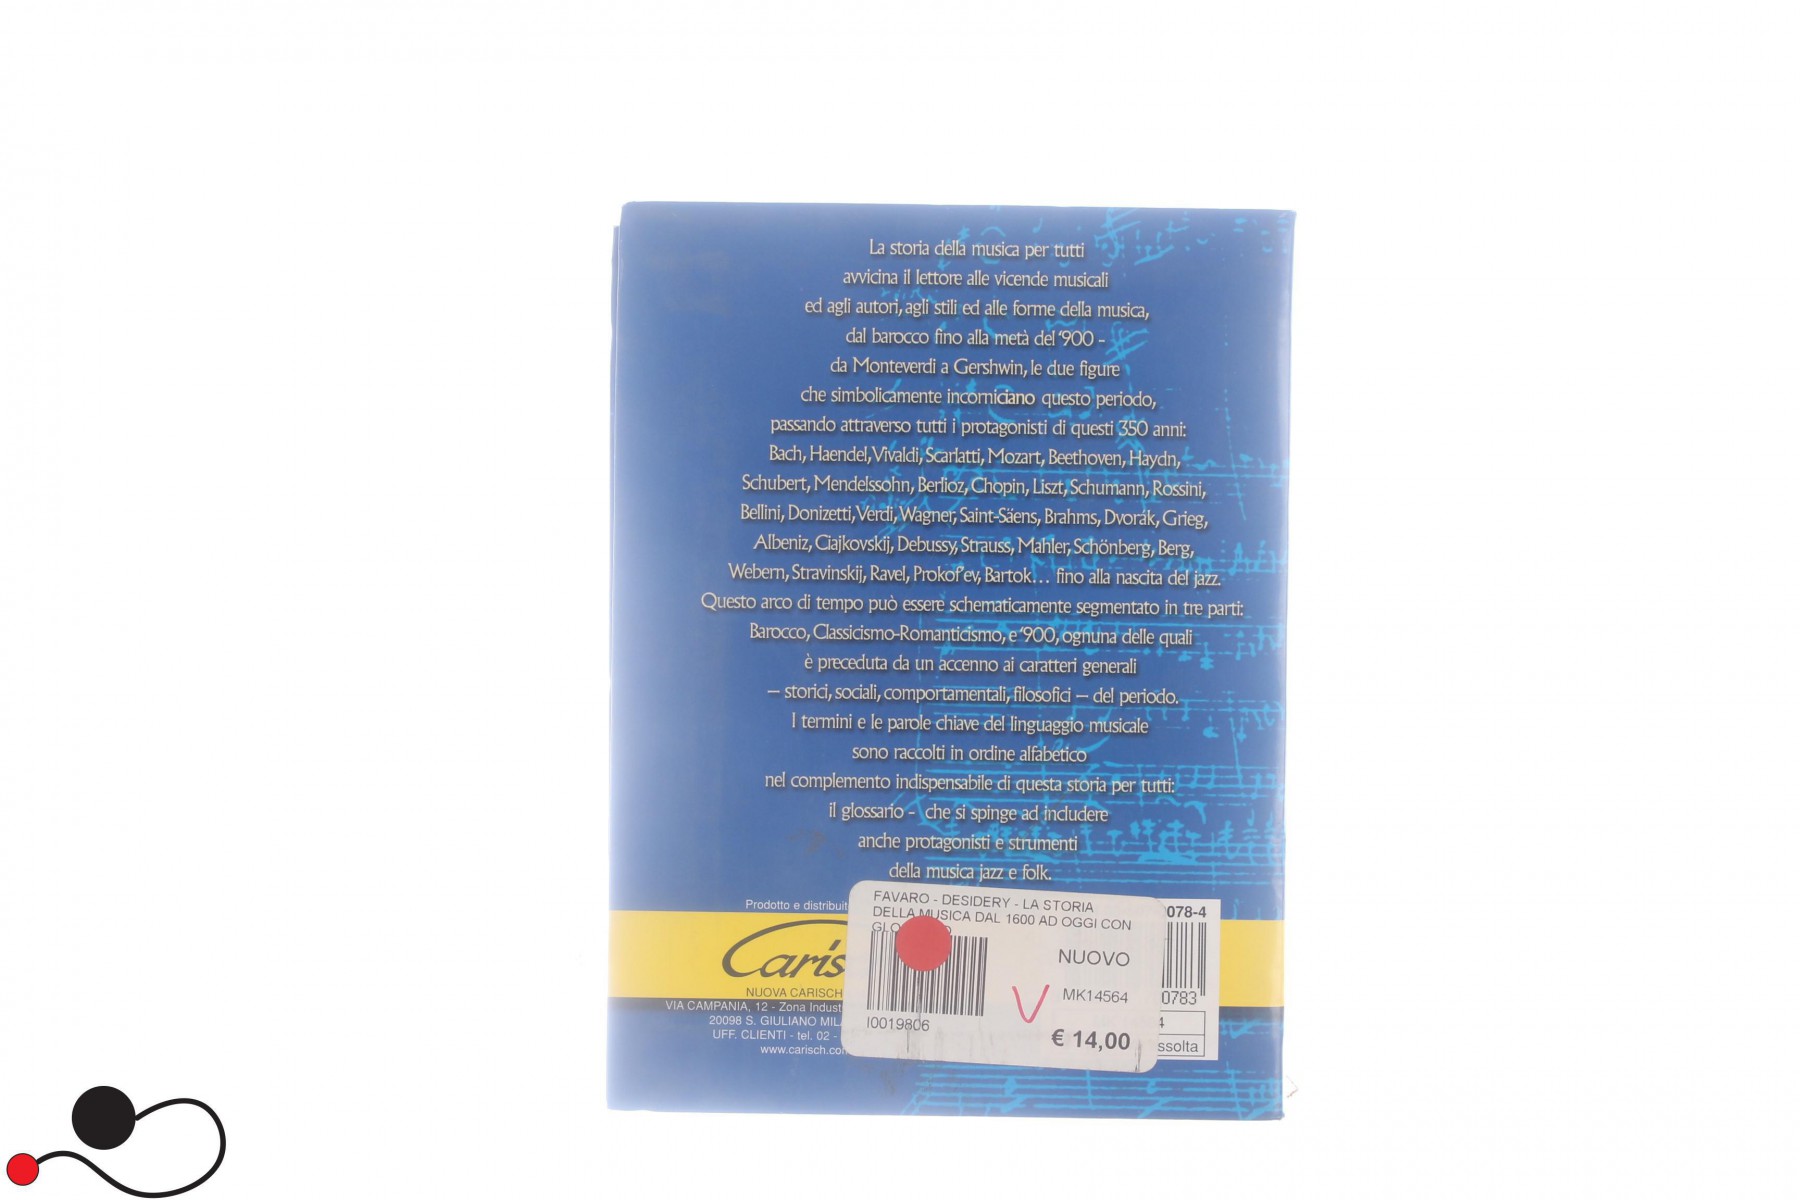 La storia della musica per tutti
avvicina il lettore alle vicende musicali
ed agli autori, agli stili ed alle forme della musica,
dal barocco fino alla metà del '900 -
da Monteverdi a Gershwin, le due figure
che simbolicamente incorniciano questo periodo,
passando attraverso tutti i protagonisti di questi 350 anni:
Bach, Haendel, Vivaldi, Scarlatti, Mozart, Beethoven, Haydn,
Schubert, Mendelssohn, Berlioz, Chopin, Liszt, Schumann, Rossini,
Bellini, Donizetti, Verdi, Wagner, Saint-Säens, Brahms, Dvorák, Grieg,
Albeniz, Ciajkovskij, Debussy, Strauss, Mahler, Schönberg, Berg,
Webern, Stravinskij, Ravel, Prokof'ev, Bartok... fino alla nascita del jazz.
Questo arco di tempo può essere schematicamente segmentato in tre parti:
Barocco, Classicismo-Romanticismo, e '900, ognuna delle quali
è preceduta da un accenno ai caratteri generali
– storici, sociali, comportamentali, filosofici – del periodo.
I termini e le parole chiave del linguaggio musicale
sono raccolti in ordine alfabetico
nel complemento indispensabile di questa storia per tutti:
il glossario - che si spinge ad includere
anche protagonisti e strumenti
della musica jazz e folk.
Prodotto e distribuit
Caris
NUOVA CARISCH
VIA CAMPANIA, 12 - Zona Indust
20098 S. GIULIANO MILA
UFF. CLIENTI - tel. 02 -
www.carisch.com
FAVARO - DESIDERY - LA STORIA
DELLA MUSICA DAL 1600 AD OGGI CON
NUOVO
MK14564
I0019806
€ 14,00
078-4
00783
4
ssolta